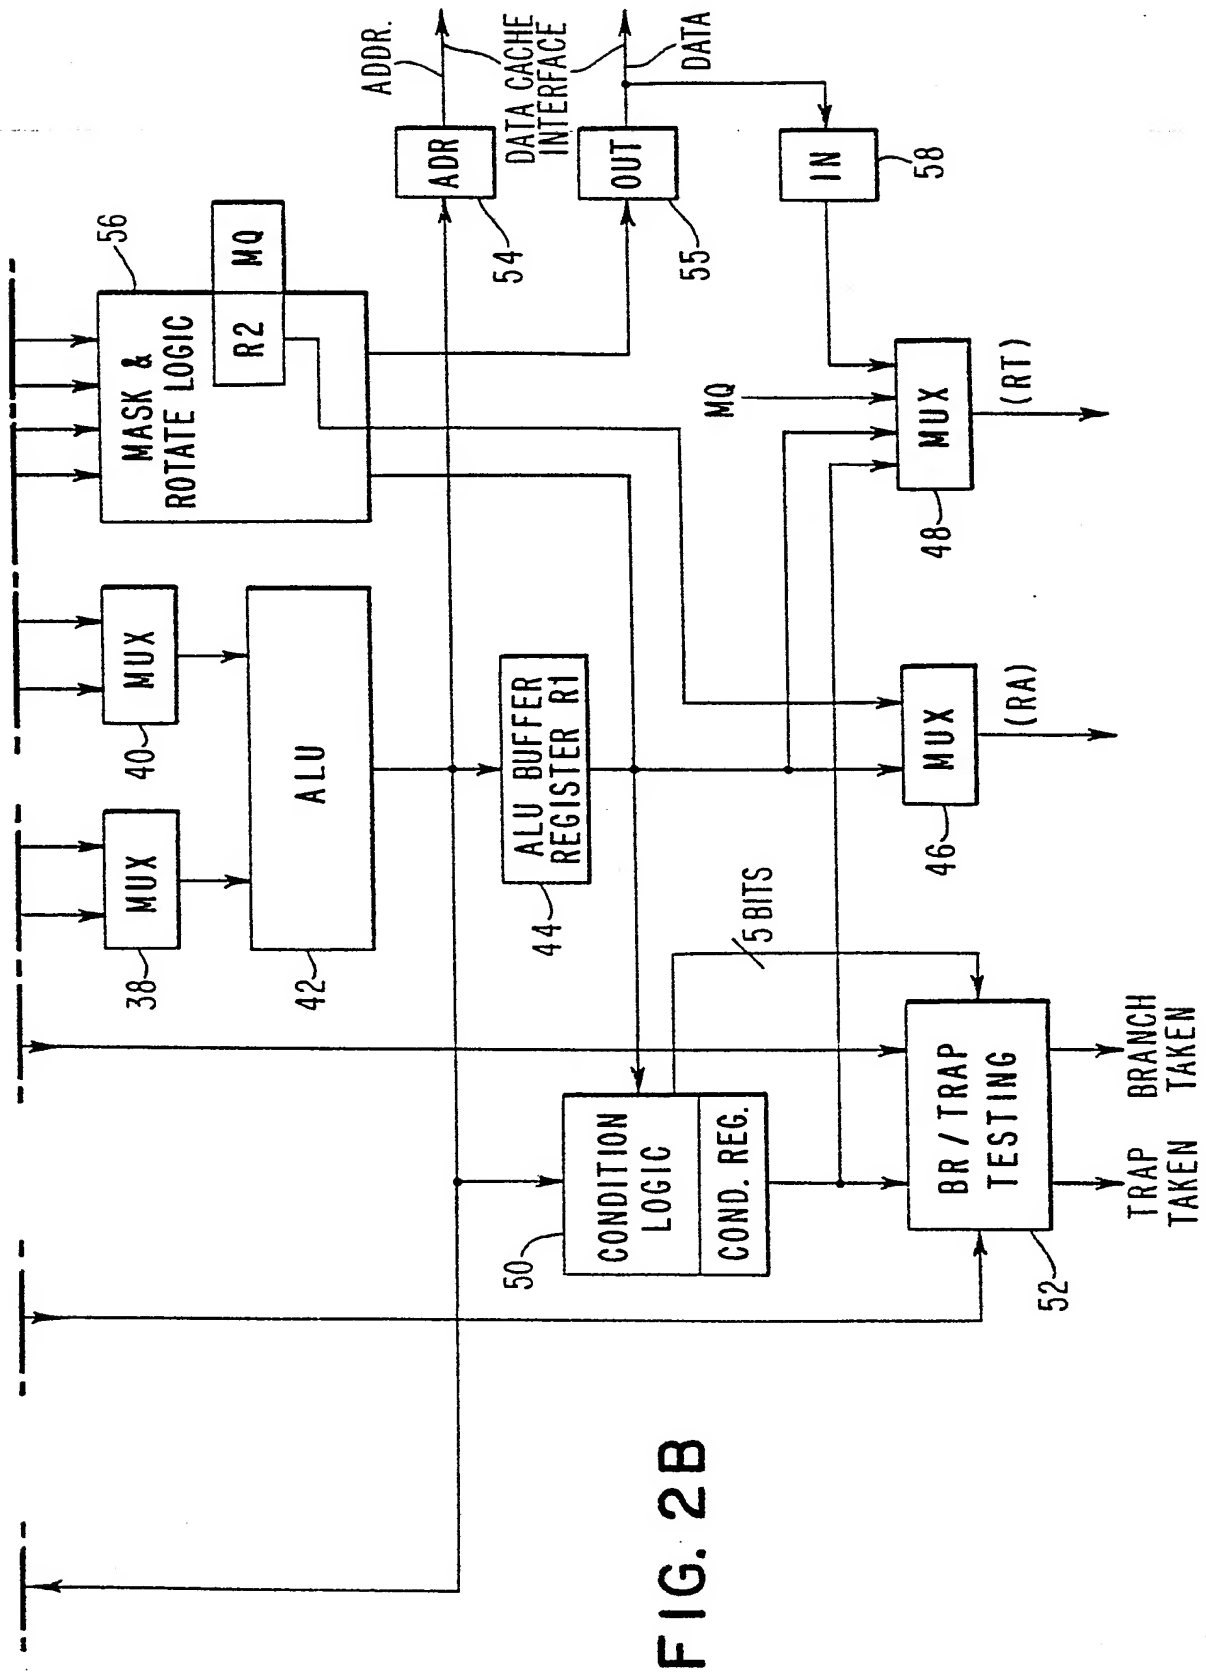 56
MASK &
ROTATE LOGIC
R2
MQ
40
MUX
38
MUX
42
ALU
ADDR.
ADR
54
DATA CACHE
INTERFACE
OUT
55
DATA
IN
58
44
ALU BUFFER
REGISTER R1
5 BITS
50
CONDITION
LOGIC
COND. REG.
MQ
48
MUX
(RT)
46
MUX
(RA)
BR/TRAP
TESTING
52
TRAP
TAKEN
BRANCH
TAKEN
FIG. 2B